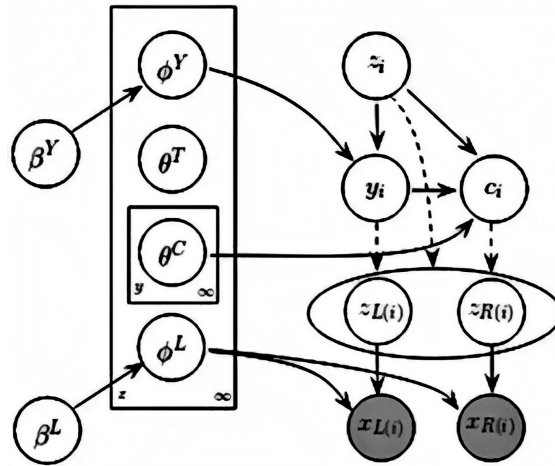 ϕ^Y z_i
β^Y θ^T y_i c_i
θ^C
y ∞ z_{L(i)} z_{R(i)}
ϕ^L
z ∞
β^L x_{L(i)} x_{R(i)}